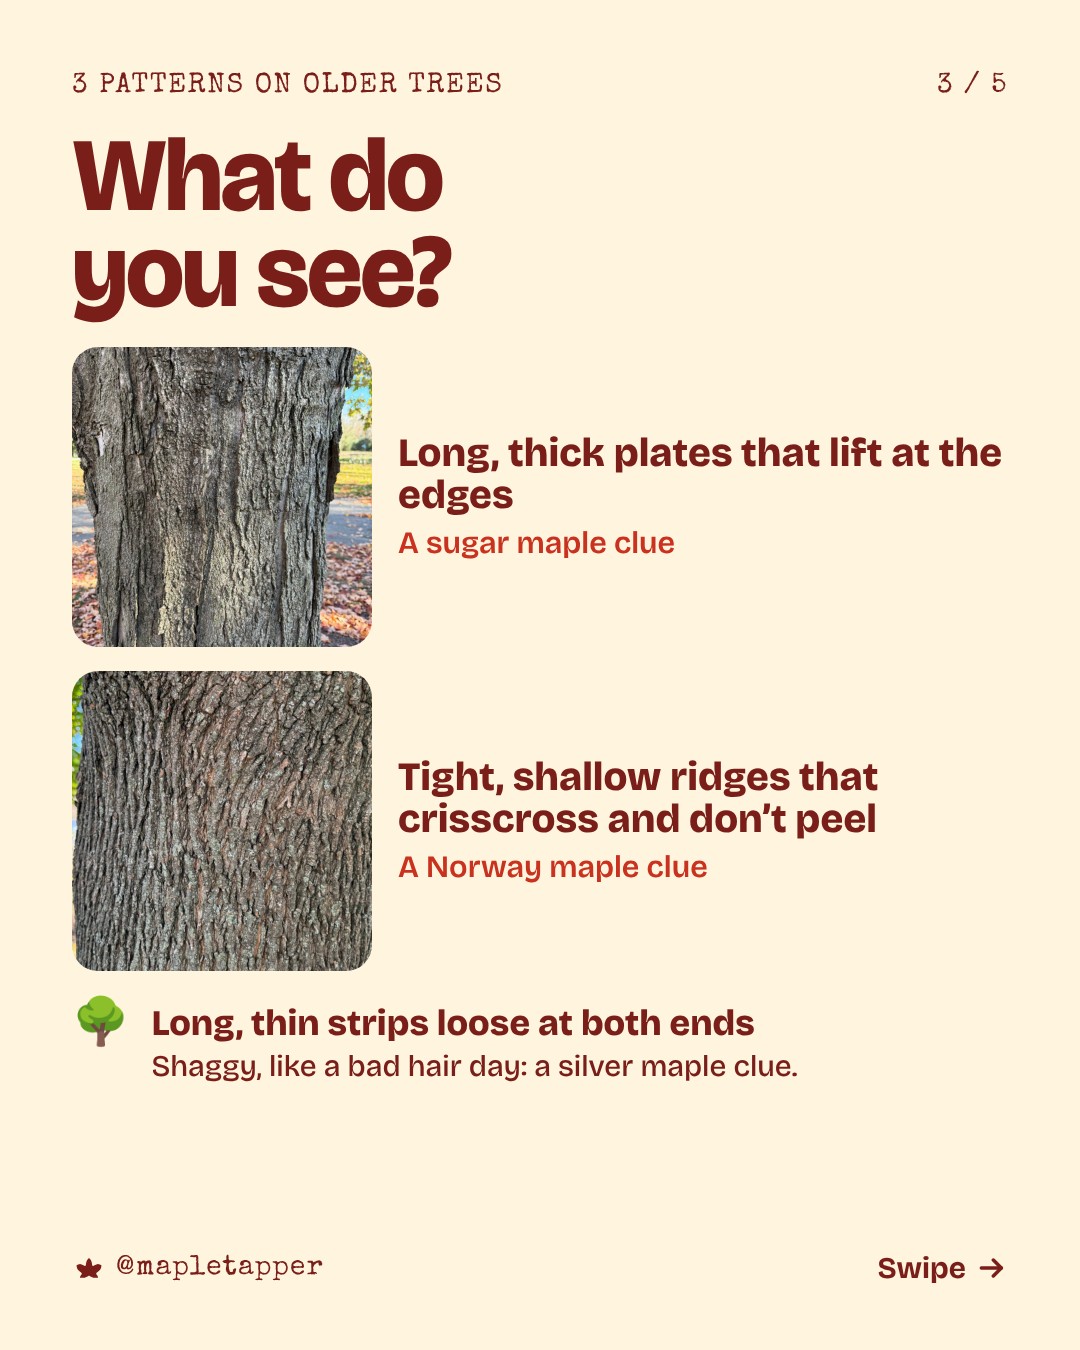 3 PATTERNS ON OLDER TREES
3 / 5
What do
you see?
Long, thick plates that lift at the
edges
A sugar maple clue
Tight, shallow ridges that
crisscross and don’t peel
A Norway maple clue
Long, thin strips loose at both ends
Shaggy, like a bad hair day: a silver maple clue.
@mapletapper
Swipe →